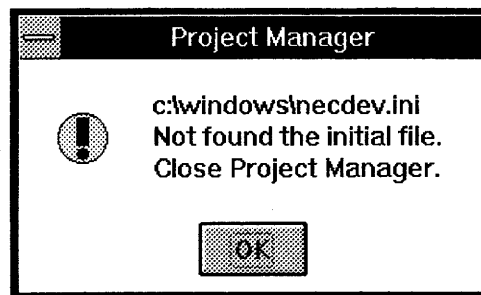 Project Manager
c:\windows\necdev.ini
Not found the initial file.
Close Project Manager.
OK